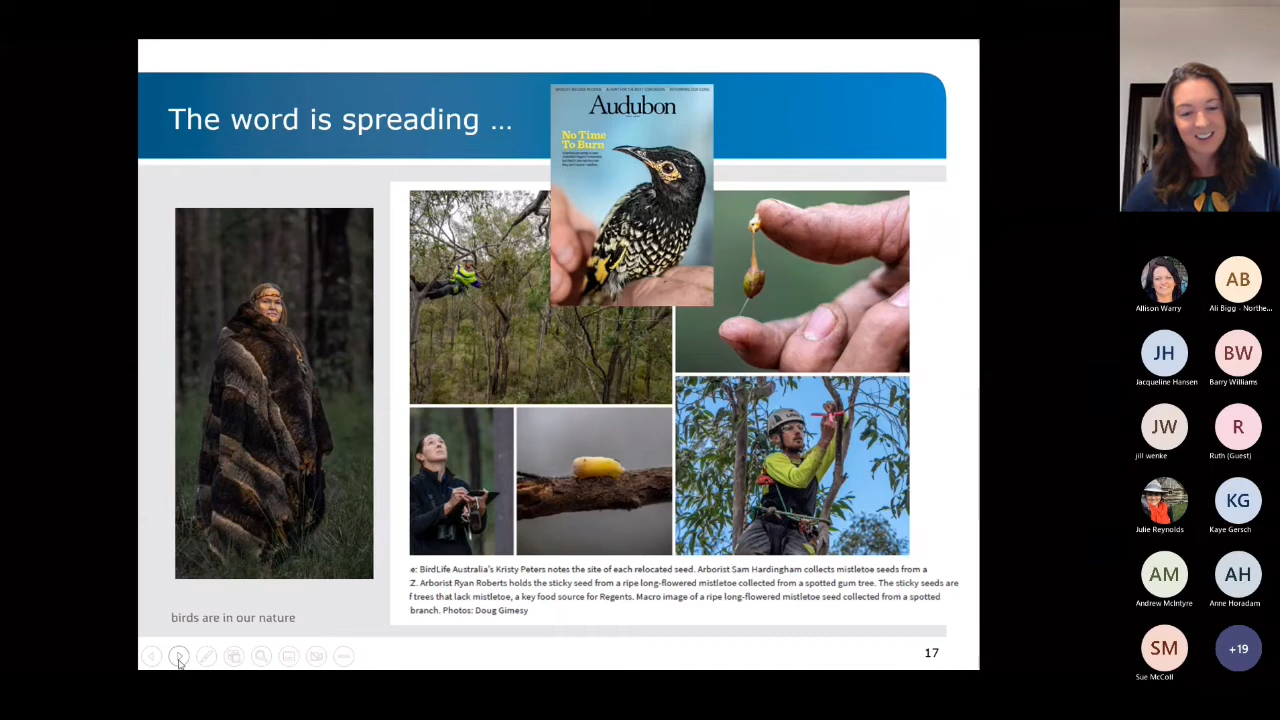 The word is spreading ...
Audubon
No Time
To Burn
e: BirdLife Australia's Kristy Peters notes the site of each relocated seed. Arborist Sam Hardingham collects mistletoe seeds from a
Z. Arborist Ryan Roberts holds the sticky seed from a ripe long-flowered mistletoe collected from a spotted gum tree. The sticky seeds are
f trees that lack mistletoe, a key food source for Regents. Macro image of a ripe long-flowered mistletoe seed collected from a spotted
branch. Photos: Doug Gimesy
birds are in our nature
17
Allison Warry
AB
Ali Bigg - Northe...
JH
Jacqueline Hansen
BW
Barry Williams
JW
jill wenke
R
Ruth (Guest)
Julie Reynolds
KG
Kaye Gersch
AM
Andrew McIntyre
AH
Anne Horadam
SM
Sue McColl
+19